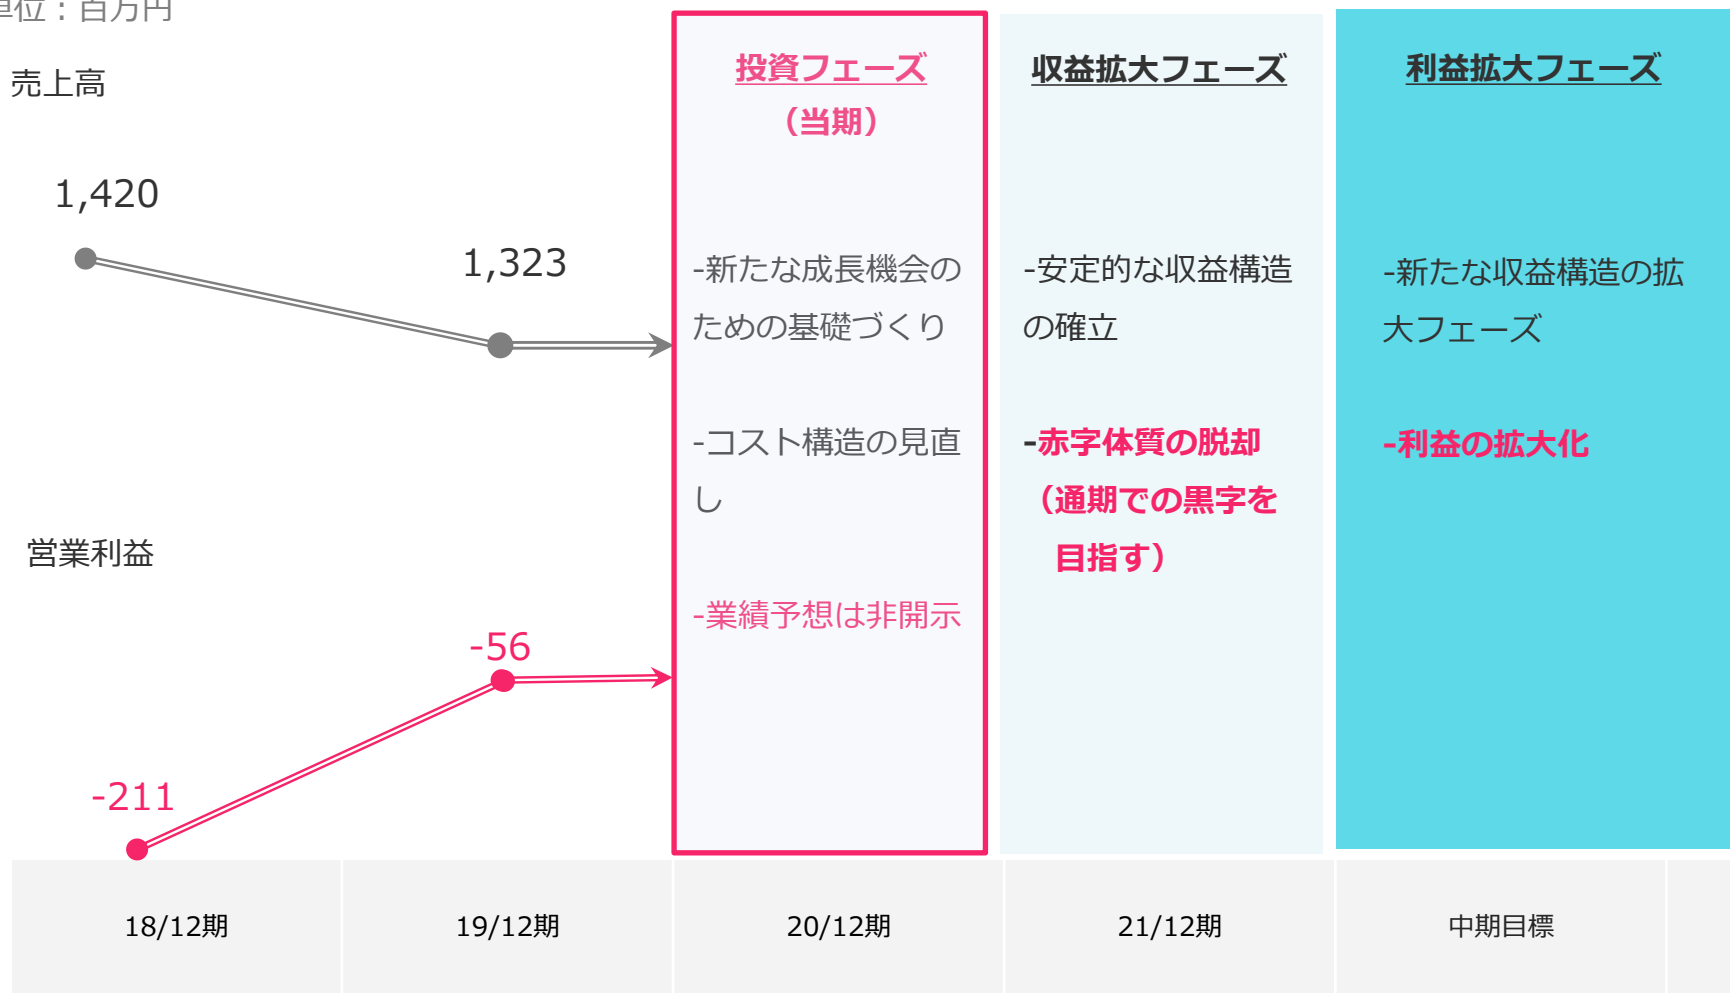 単位：百万円
売上高
1,420
1,323
営業利益
-56
-211
投資フェーズ
（当期）
-新たな成長機会の
ための基礎づくり
-コスト構造の見直
し
-業績予想は非開示
収益拡大フェーズ
-安定的な収益構造
の確立
-赤字体質の脱却
（通期での黒字を
目指す）
利益拡大フェーズ
-新たな収益構造の拡
大フェーズ
-利益の拡大化
18/12期
19/12期
20/12期
21/12期
中期目標